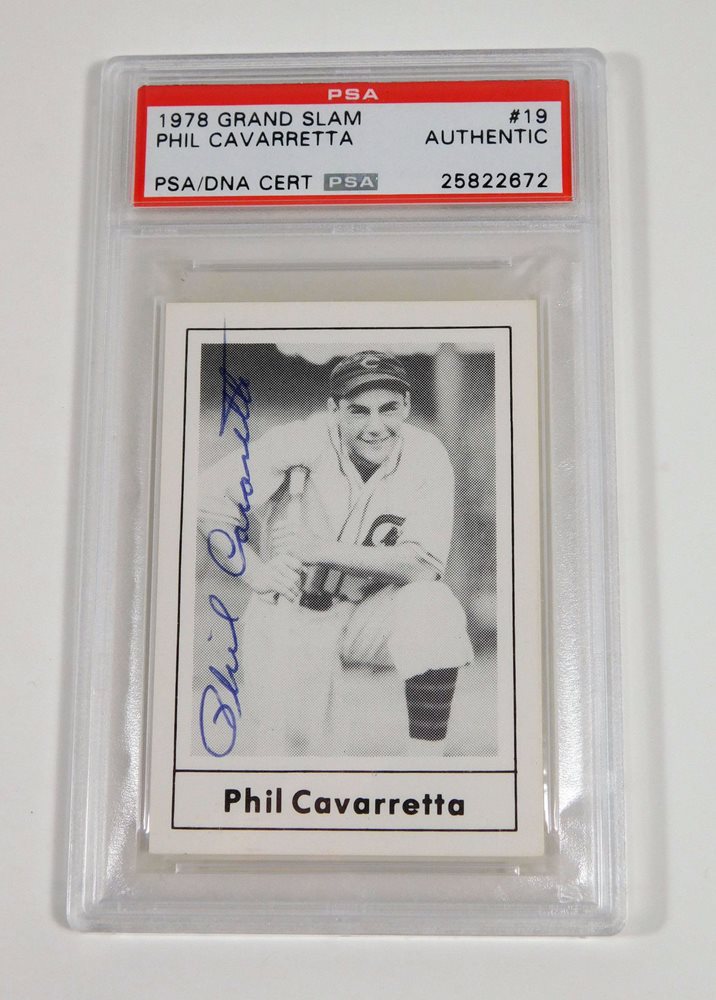 PSA
1978 GRAND SLAM #19
PHIL CAVARRETTA AUTHENTIC
PSA/DNA CERT PSA 25822672
C
C
Phil Cavarretta
Phil Cavarretta